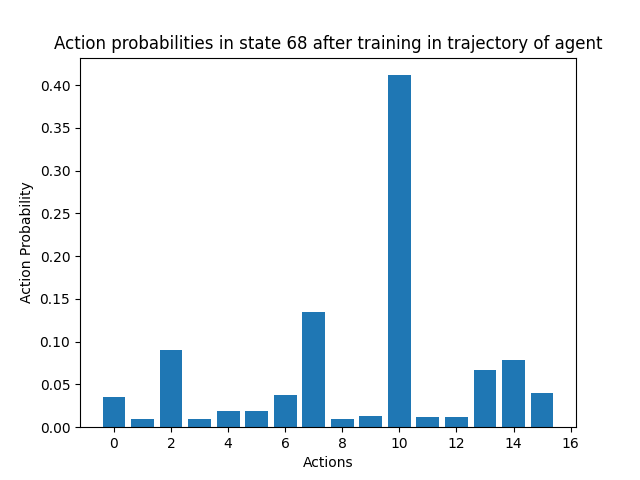 Action probabilities in state 68 after training in trajectory of agent
0.40
0.35
0.30
0.25
0.20
0.15
0.10
0.05
0.00
Action Probability
0 2 4 6 8 10 12 14 16
Actions